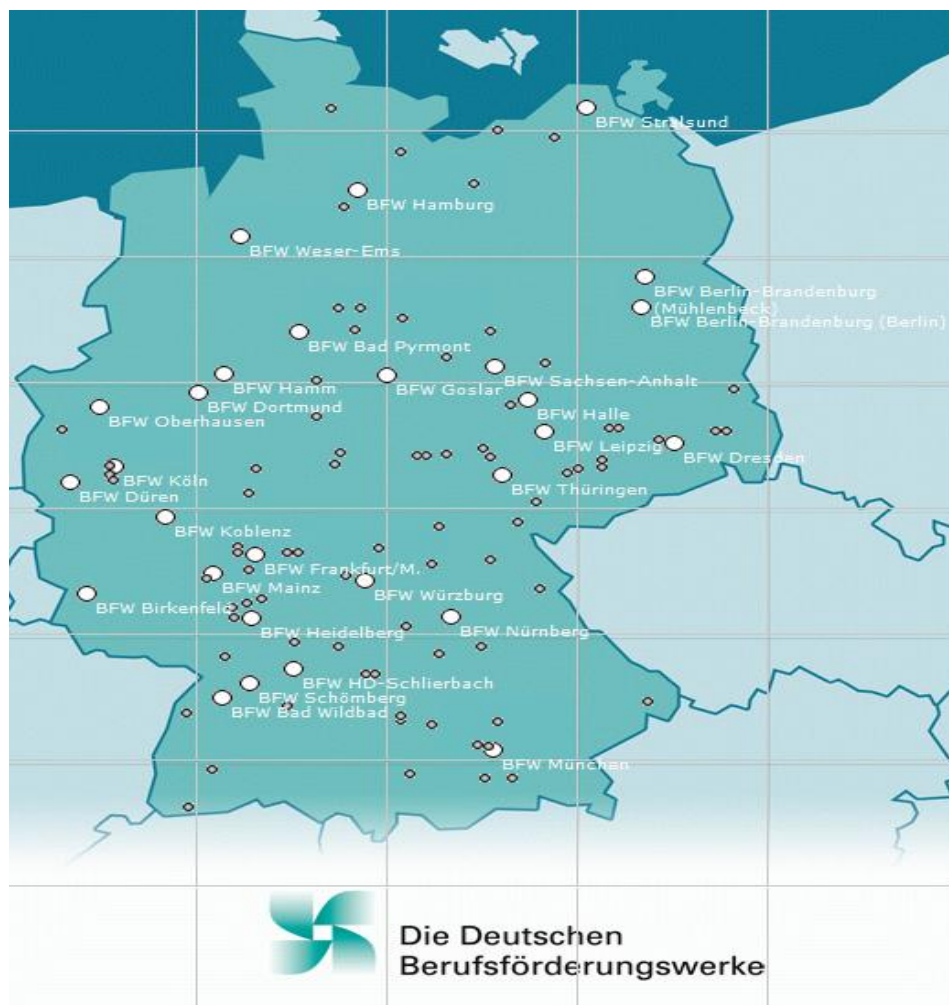 BFW Stralsund
BFW Hamburg
BFW Weser-Ems
BFW Berlin-Brandenburg
(Mühlenbeck)
BFW Berlin-Brandenburg (Berlin)
BFW Bad Pyrmont
BFW Sachsen-Anhalt
BFW Hamm
BFW Goslar
BFW Dortmund
BFW Halle
BFW Oberhausen
BFW Leipzig
BFW Dresden
BFW Köln
BFW Thüringen
BFW Düren
BFW Koblenz
BFW Frankfurt/M.
BFW Mainz
BFW Würzburg
BFW Birkenfeld
BFW Heidelberg
BFW Nürnberg
BFW HD-Schlierbach
BFW Schömberg
BFW Bad Wildbad
BFW München
Die Deutschen
Berufsförderungswerke